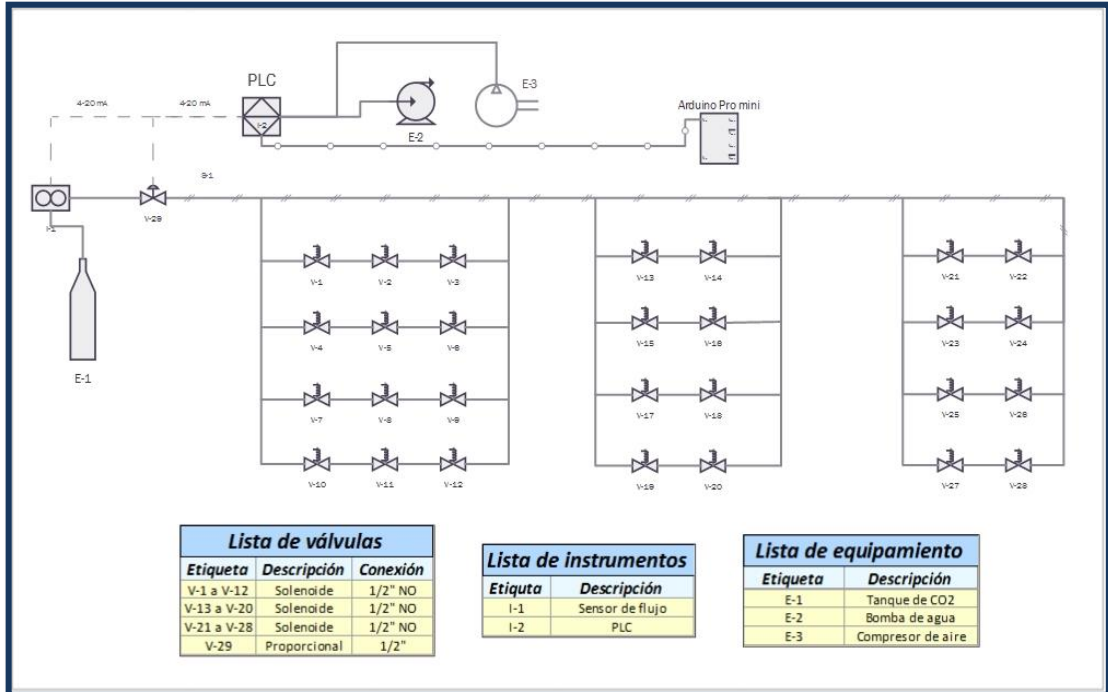 PLC
4-20 mA 4-20 mA
I-2
E-2
E-3
Arduino Pro mini
I-1
V-29
S-1
E-1
V-1 V-2 V-3
V-4 V-5 V-6
V-7 V-8 V-9
V-10 V-11 V-12
V-13 V-14
V-15 V-16
V-17 V-18
V-19 V-20
V-21 V-22
V-23 V-24
V-25 V-26
V-27 V-28
Lista de válvulas
Etiqueta Descripción Conexión
V-1 a V-12 Solenoide 1/2" NO
V-13 a V-20 Solenoide 1/2" NO
V-21 a V-28 Solenoide 1/2" NO
V-29 Proporcional 1/2"
Lista de instrumentos
Etiquta Descripción
I-1 Sensor de flujo
I-2 PLC
Lista de equipamiento
Etiqueta Descripción
E-1 Tanque de CO2
E-2 Bomba de agua
E-3 Compresor de aire